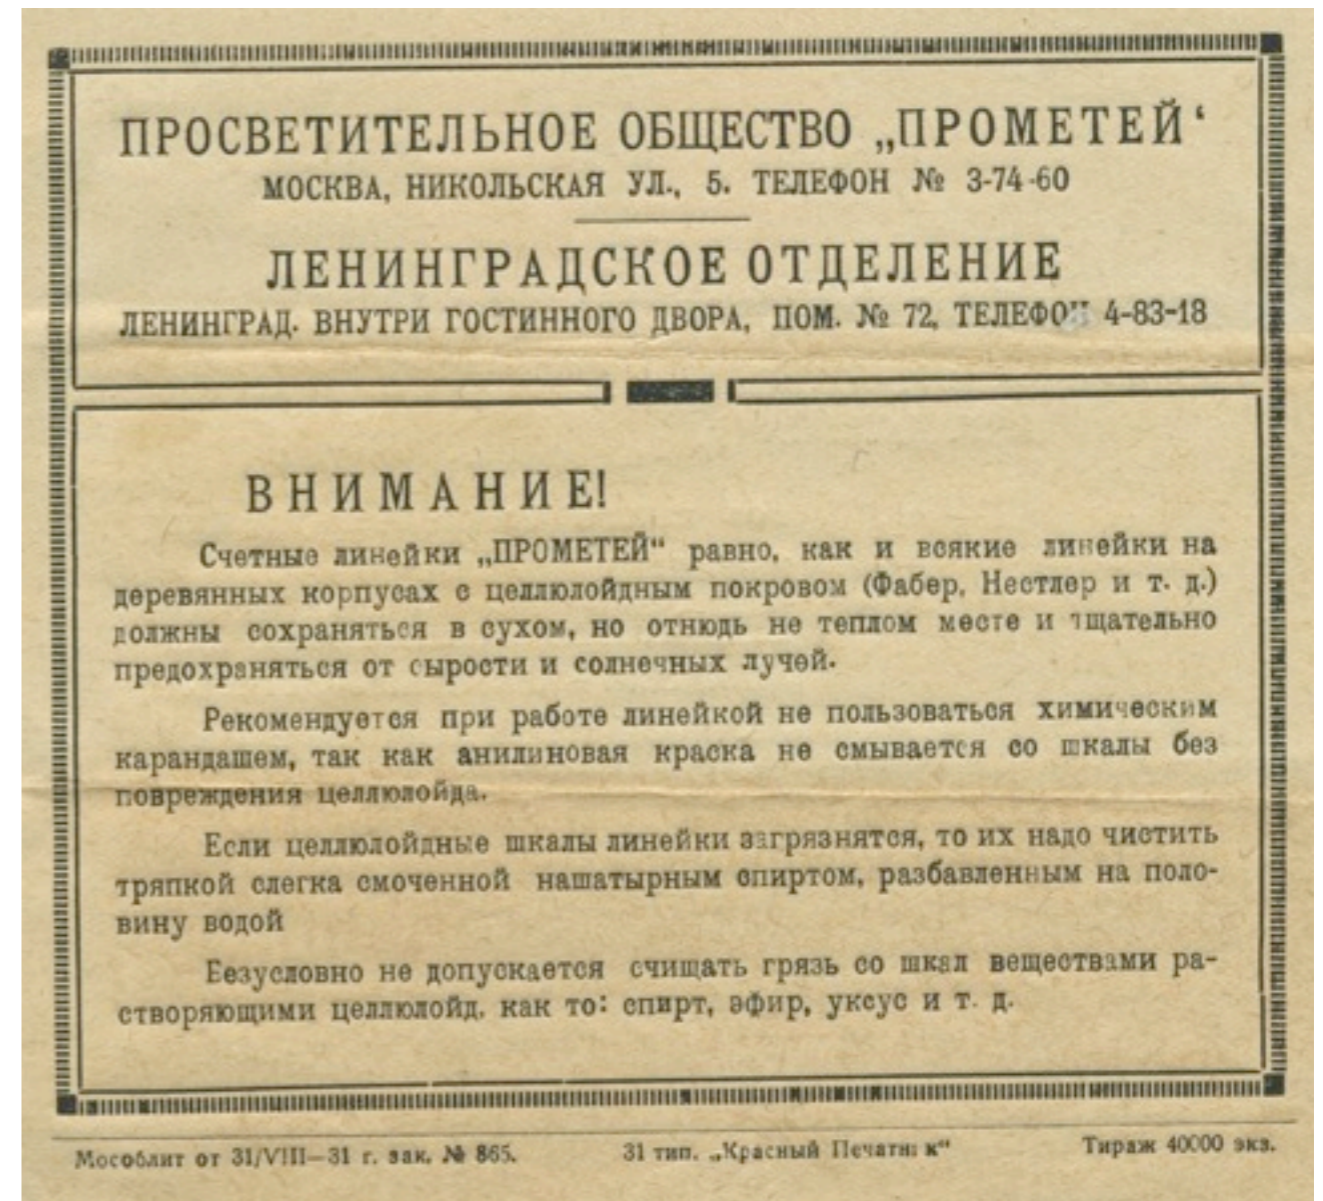 ПРОСВЕТИТЕЛЬНОЕ ОБЩЕСТВО „ПРОМЕТЕЙ‘
МОСКВА, НИКОЛЬСКАЯ УЛ., 5. ТЕЛЕФОН № 3-74-60
ЛЕНИНГРАДСКОЕ ОТДЕЛЕНИЕ
ЛЕНИНГРАД. ВНУТРИ ГОСТИННОГО ДВОРА, ПОМ. № 72, ТЕЛЕФОН 4-83-18
ВНИМАНИЕ!
Счетные линейки „ПРОМЕТЕЙ“ равно, как и всякие линейки на
деревянных корпусах с целлюлойдным покровом (Фабер, Нестлер и т. д.)
должны сохраняться в сухом, но отнюдь не теплом месте и тщательно
предохраняться от сырости и солнечных лучей.
Рекомендуется при работе линейкой не пользоваться химическим
карандашем, так как анилиновая краска не смывается со шкалы без
повреждения целлюлойда.
Если целлюлойдные шкалы линейки загрязнятся, то их надо чистить
тряпкой слегка смоченной нашатырным спиртом, разбавленным на поло-
вину водой
Безусловно не допускается счищать грязь со шкал веществами ра-
створяющими целлюлойд. как то: спирт, эфир, уксус и т. д.
Мособлит от 31/VIII—31 г. зак. № 865. 31 тип. „Красный Печатник“ Тираж 40000 экз.